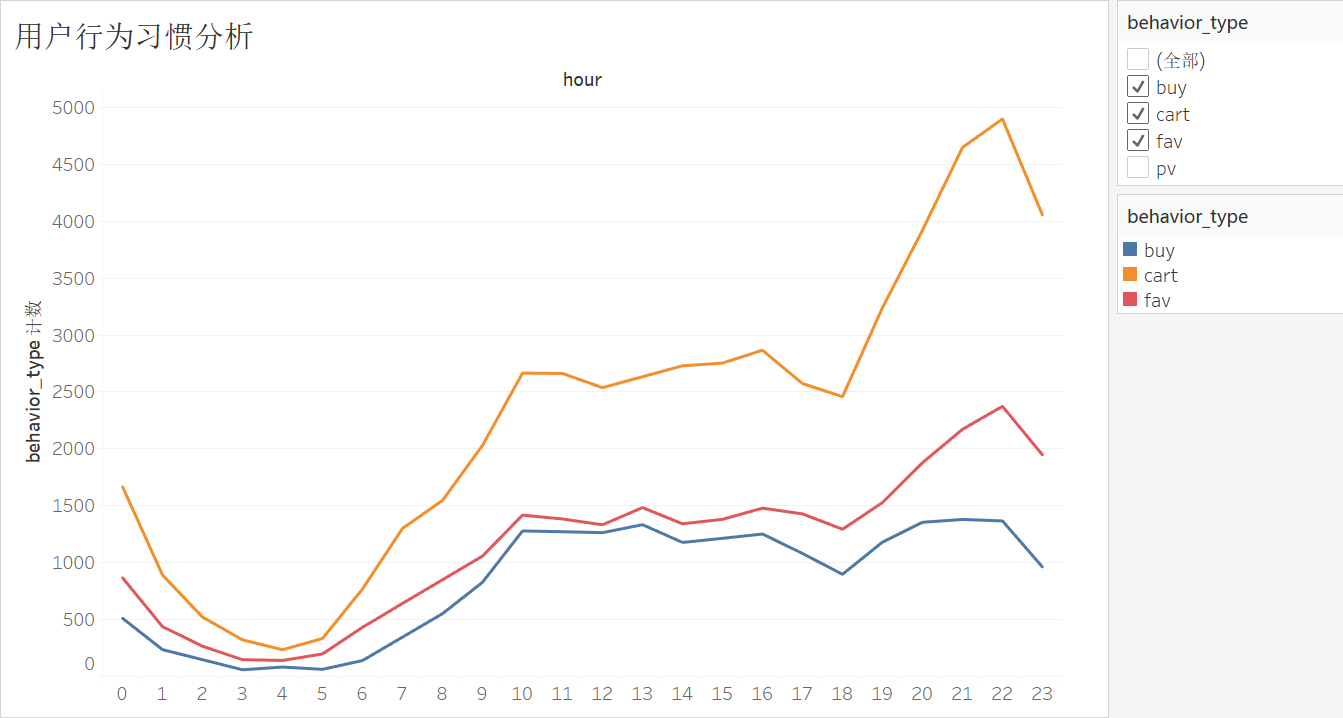 用户行为习惯分析
hour
behavior_type 计数
5000
4500
4000
3500
3000
2500
2000
1500
1000
500
0
0 1 2 3 4 5 6 7 8 9 10 11 12 13 14 15 16 17 18 19 20 21 22 23
behavior_type
(全部)
buy
cart
fav
pv
behavior_type
buy
cart
fav